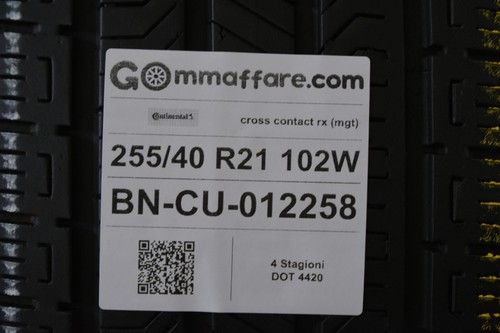 GOmmaffare.com
Continental
cross contact rx (mgt)
255/40 R21 102W
BN-CU-012258
4 Stagioni
DOT 4420